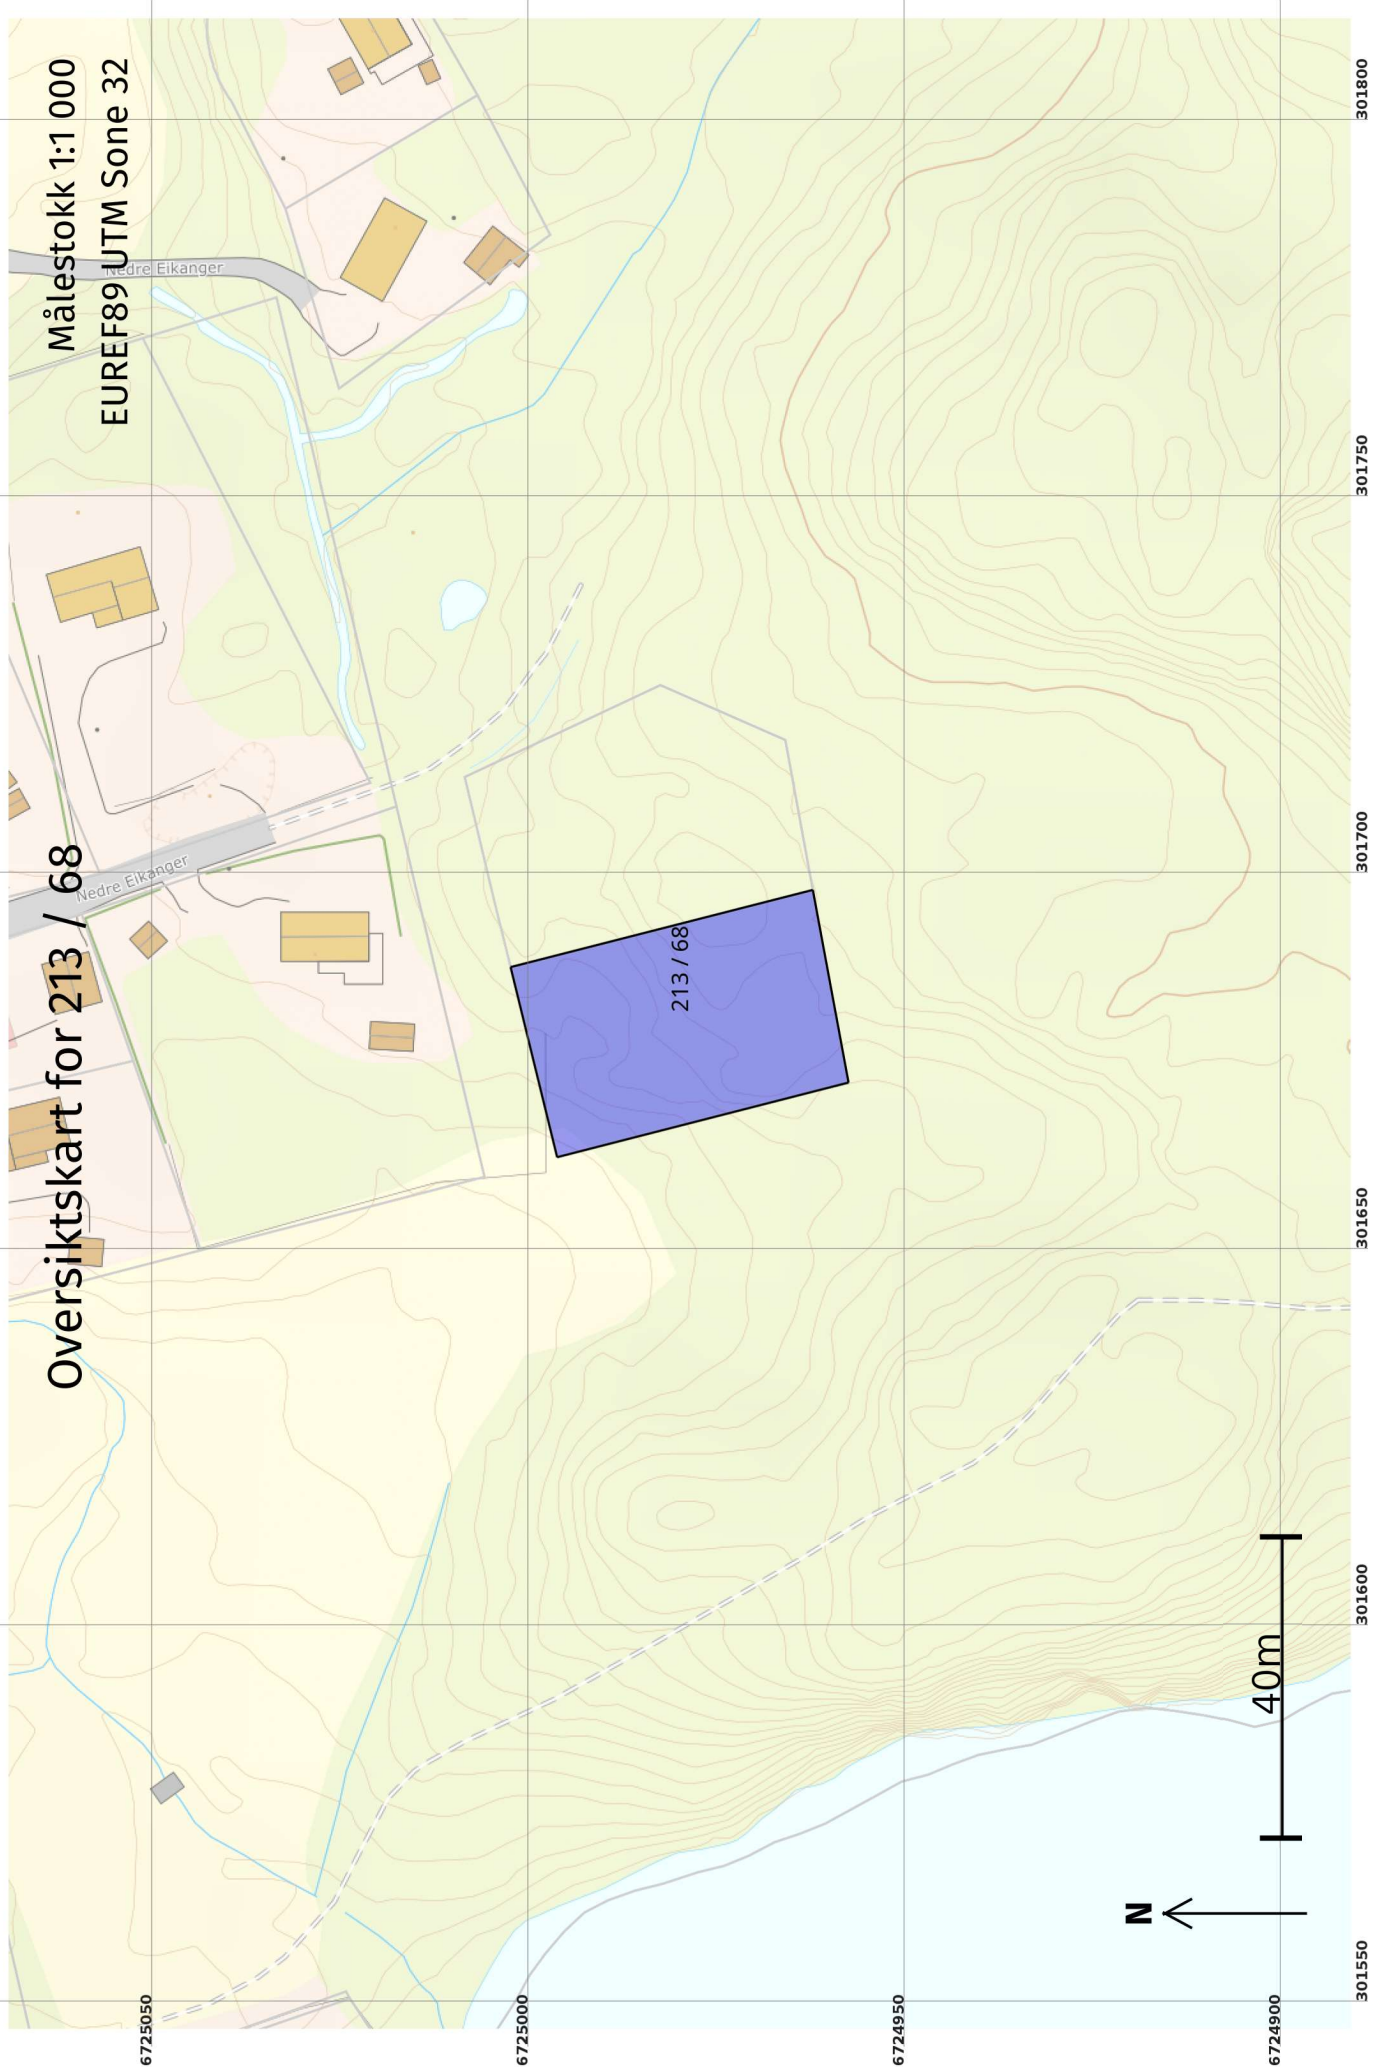 Oversiktskart for 213 / 68
Målestokk 1:1 000
EUREF89 UTM Sone 32
Nedre Eikanger
Nedre Eikanger
213 / 68
N
40m
6725050
6725000
6724950
6724900
301550
301600
301650
301700
301750
301800